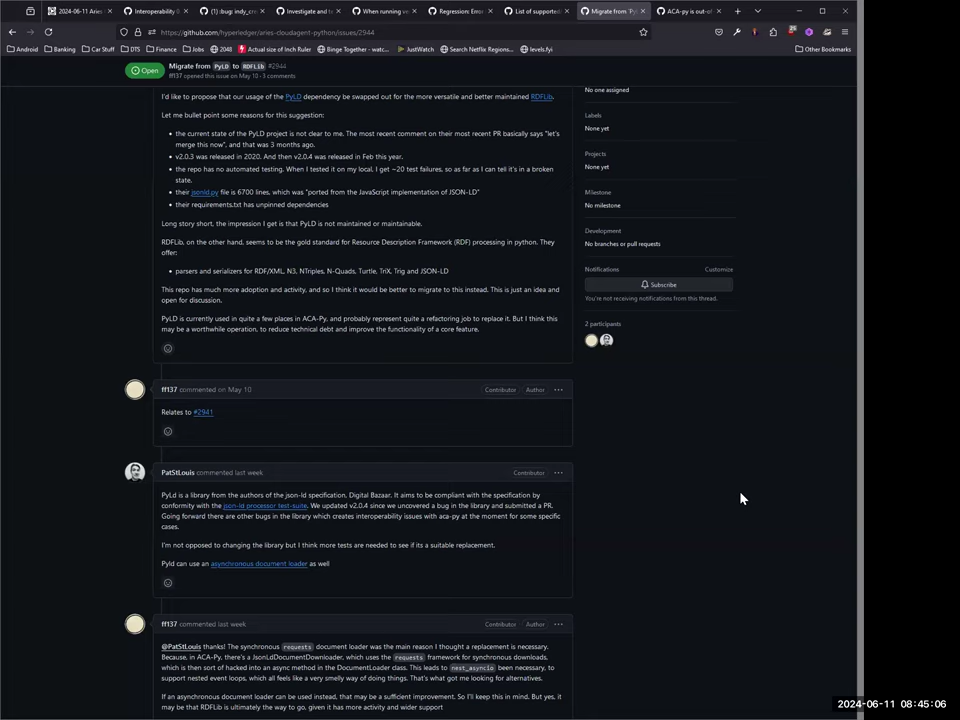 2024-06-11 Aries
Interoperability
(1) :bug: indy_cre
Investigate and t
When running ve
Regression: Error
List of supported
Migrate from 'Py
ACA-py is out-of
https://github.com/hyperledger/aries-cloudagent-python/issues/2944
Android
Banking
Car Stuff
DTS
Finance
Jobs
2048
Actual size of Inch Ruler
Binge Together - watc...
JustWatch
Search Netflix Regions...
levels.fyi
Other Bookmarks
Open
Migrate from PyLD to RDFLib #2944
ff137 opened this issue on May 10 · 3 comments
I'd like to propose that our usage of the PyLD dependency be swapped out for the more versatile and better maintained RDFLib.
Let me bullet point some reasons for this suggestion:
• the current state of the PyLD project is not clear to me. The most recent comment on their most recent PR basically says "let's
merge this now", and that was 3 months ago.
• v2.0.3 was released in 2020. And then v2.0.4 was released in Feb this year.
• the repo has no automated testing. When I tested it on my local, I get ~20 test failures, so as far as I can tell it's in a broken
state.
• their jsonld.py file is 6700 lines, which was "ported from the JavaScript implementation of JSON-LD"
• their requirements.txt has unpinned dependencies
Long story short, the impression I get is that PyLD is not maintained or maintainable.
RDFLib, on the other hand, seems to be the gold standard for Resource Description Framework (RDF) processing in python. They
offer:
• parsers and serializers for RDF/XML, N3, NTriples, N-Quads, Turtle, TriX, Trig and JSON-LD
This repo has much more adoption and activity, and so I think it would be better to migrate to this instead. This is just an idea and
open for discussion.
PyLD is currently used in quite a few places in ACA-Py, and probably represent quite a refactoring job to replace it. But I think this
may be a worthwhile operation, to reduce technical debt and improve the functionality of a core feature.
No one assigned
Labels
None yet
Projects
None yet
Milestone
No milestone
Development
No branches or pull requests
Notifications
Customize
Subscribe
You're not receiving notifications from this thread.
2 participants
ff137 commented on May 10
Contributor
Author
Relates to #2941
PatStLouis commented last week
Contributor
PyLd is a library from the authors of the json-ld specification, Digital Bazaar. It aims to be compliant with the specification by
conformity with the json-ld processor test-suite. We updated v2.0.4 since we uncovered a bug in the library and submitted a PR.
Going forward there are other bugs in the library which creates interoperability issues with aca-py at the moment for some specific
cases.
I'm not opposed to changing the library but I think more tests are needed to see if its a suitable replacement.
Pyld can use an asynchronous document loader as well
ff137 commented last week
Contributor
Author
@PatStLouis thanks! The synchronous requests document loader was the main reason I thought a replacement is necessary.
Because, in ACA-Py, there's a JsonLdDocumentDownloader, which uses the requests framework for synchronous downloads,
which is then sort of hacked into an async method in the DocumentLoader class. This leads to nest_asyncio been necessary, to
support nested event loops, which all feels like a very smelly way of doing things. That's what got me looking for alternatives.
If an asynchronous document loader can be used instead, that may be a sufficient improvement. So I'll keep this in mind. But yes, it
may be that RDFLib is ultimately the way to go, given it has more activity and wider support
2024-06-11 08:45:06